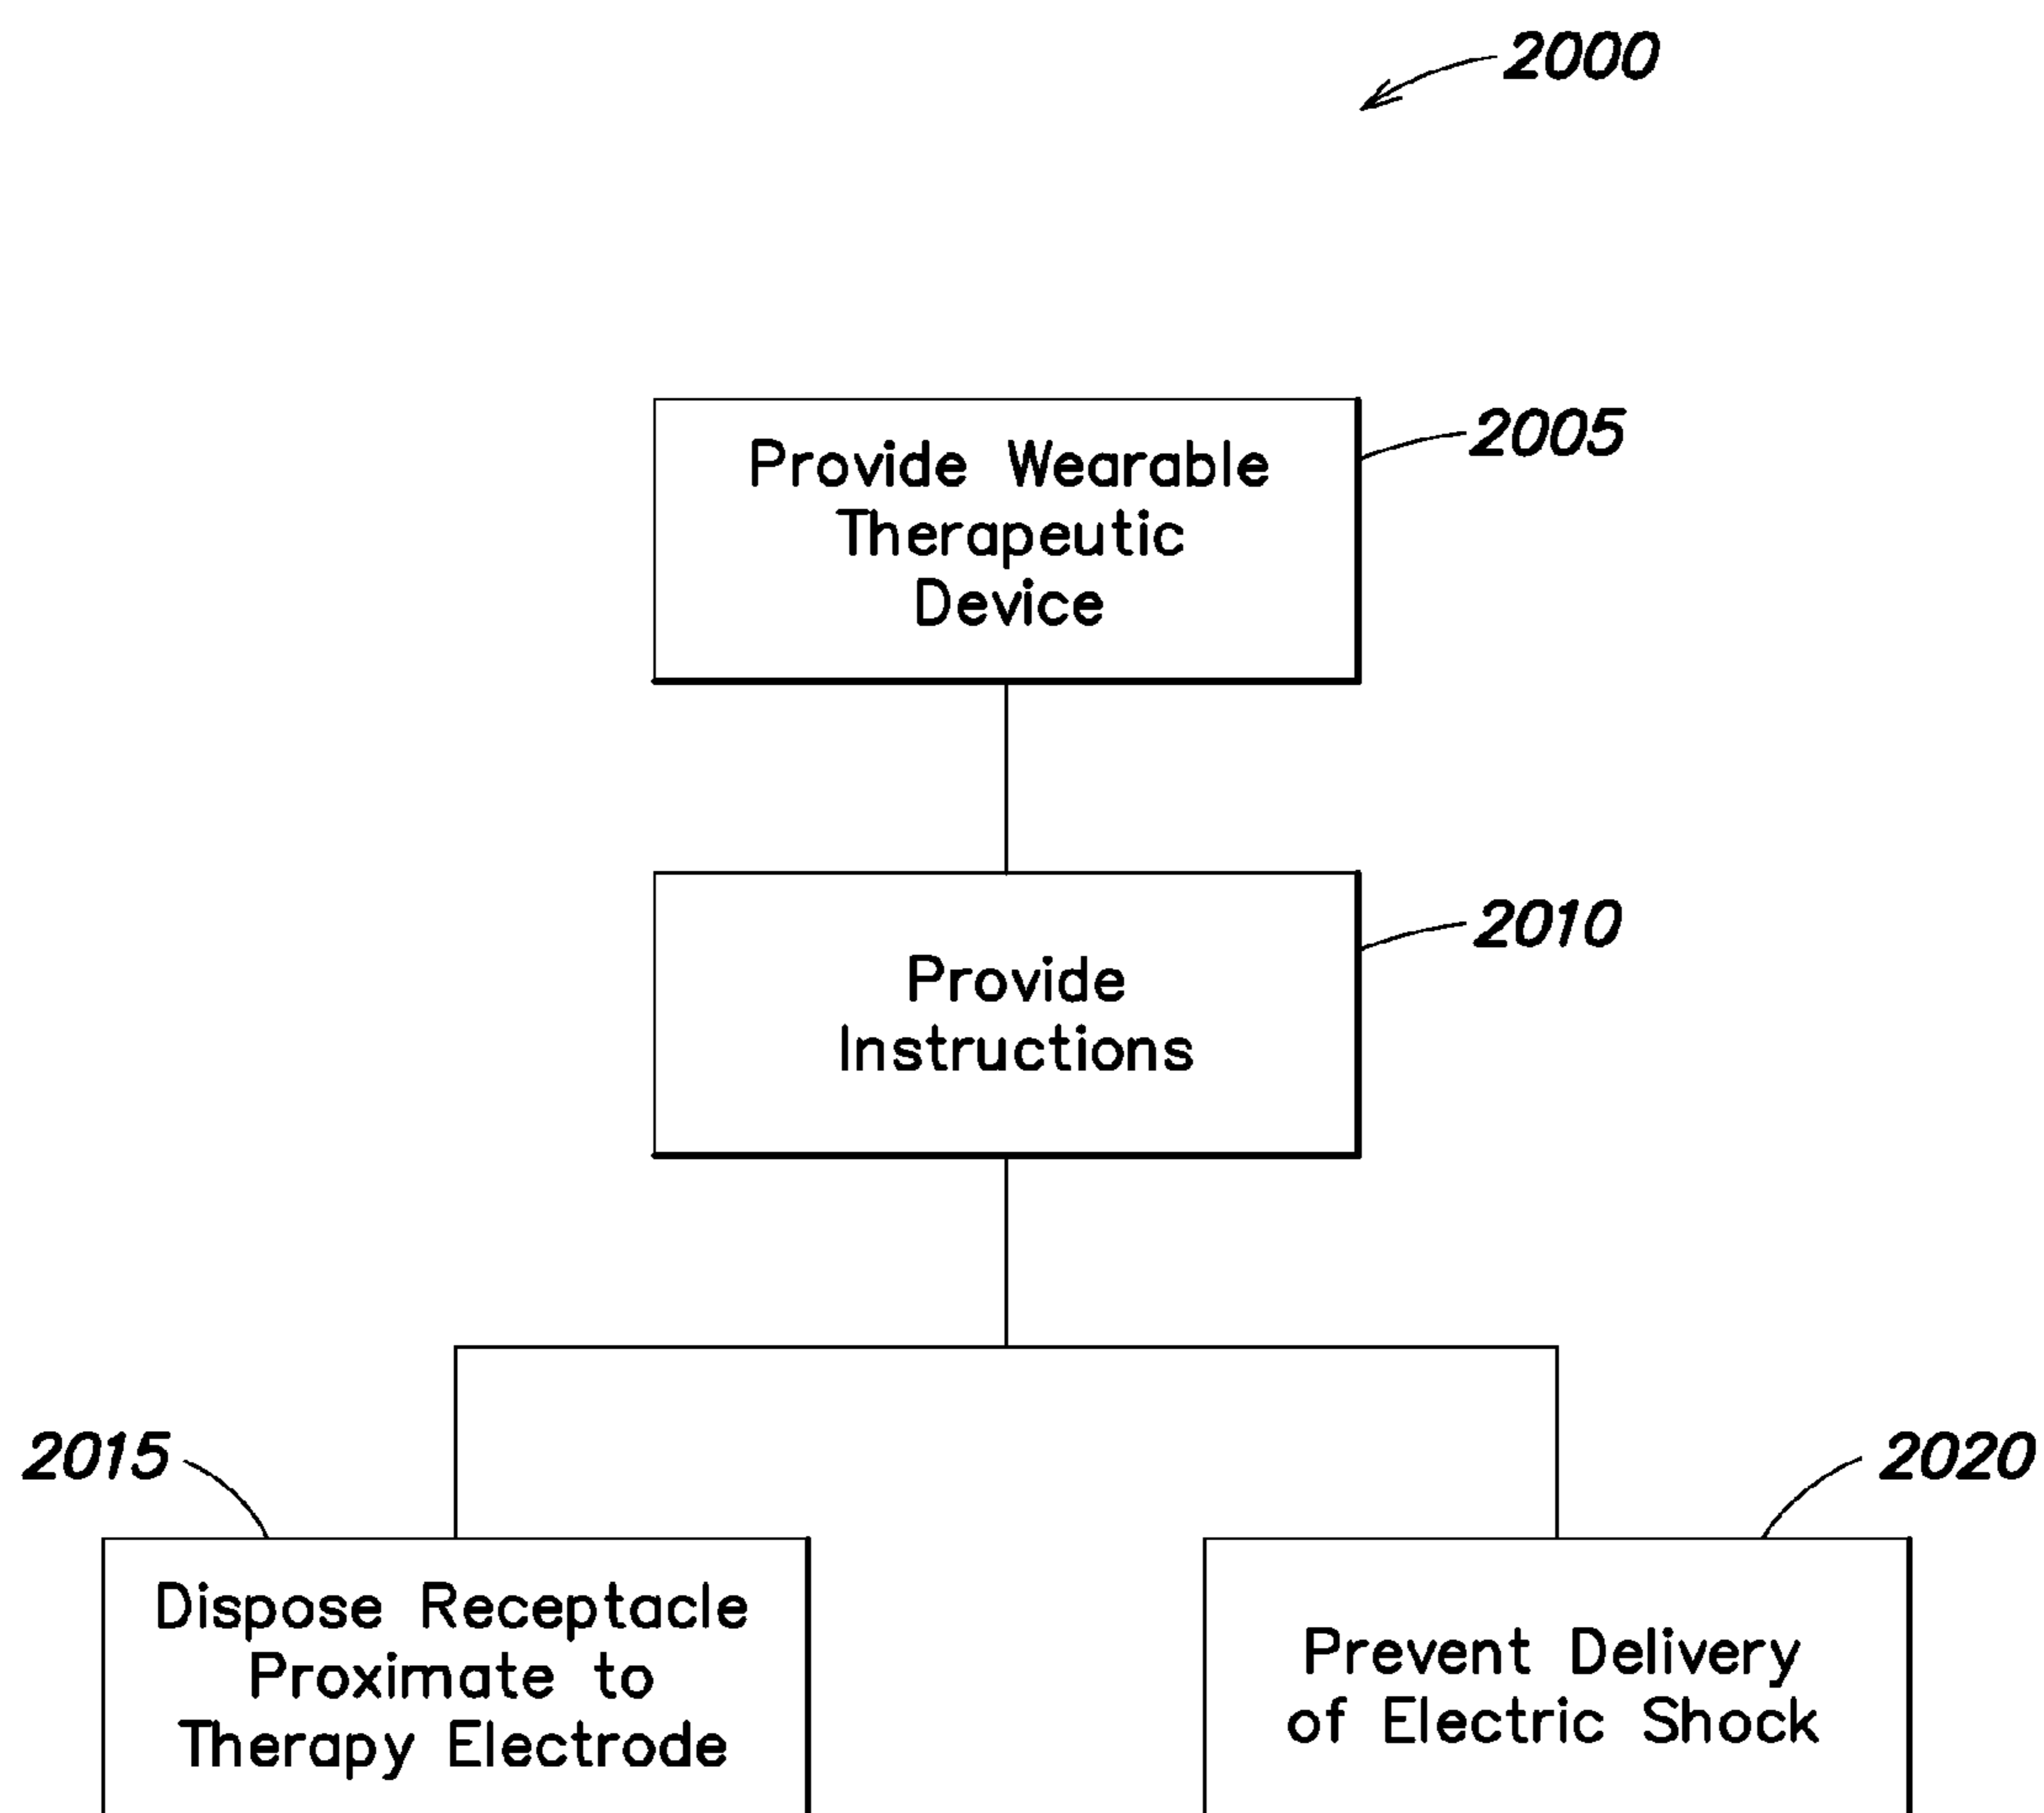 2000
Provide Wearable
Therapeutic
Device
2005
Provide
Instructions
2010
2015
2020
Dispose Receptacle
Proximate to
Therapy Electrode
Prevent Delivery
of Electric Shock